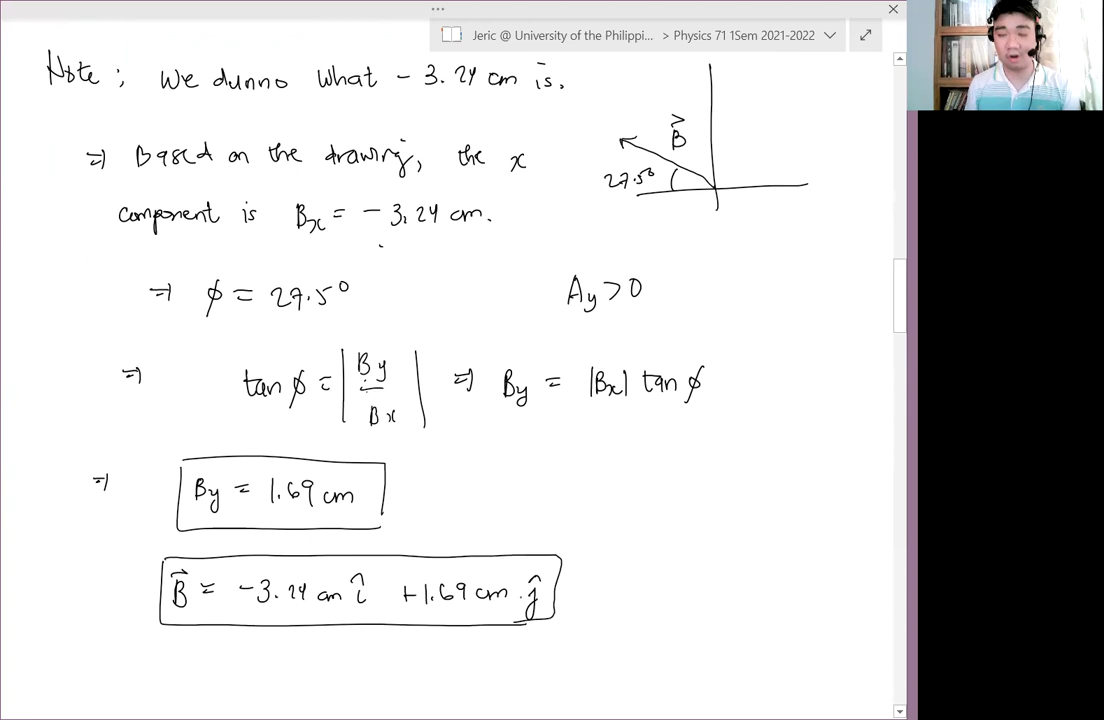 Jeric @ University of the Philippi... > Physics 71 1Sem 2021-2022
Note: We dunno what -3.24 cm is.
⇒ Based on the drawing, the x
component is Bx = -3.24 cm.
B⃗
27.5°
⇒ ϕ = 27.5°
Ay > 0
⇒ tan ϕ = |By/Bx| ⇒ By = |Bx| tan ϕ
⇒ By = 1.69 cm
B⃗ = -3.24 cm î + 1.69 cm ĵ